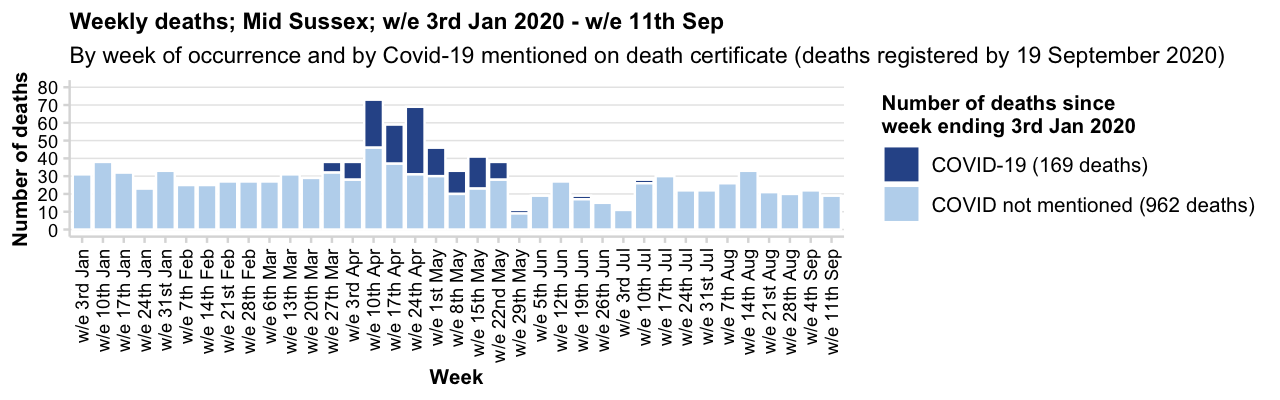 Weekly deaths; Mid Sussex; w/e 3rd Jan 2020 - w/e 11th Sep
By week of occurrence and by Covid-19 mentioned on death certificate (deaths registered by 19 September 2020)
Number of deaths
80
70
60
50
40
30
20
10
0
w/e 3rd Jan
w/e 10th Jan
w/e 17th Jan
w/e 24th Jan
w/e 31st Jan
w/e 7th Feb
w/e 14th Feb
w/e 21st Feb
w/e 28th Feb
w/e 6th Mar
w/e 13th Mar
w/e 20th Mar
w/e 27th Mar
w/e 3rd Apr
w/e 10th Apr
w/e 17th Apr
w/e 24th Apr
w/e 1st May
w/e 8th May
w/e 15th May
w/e 22nd May
w/e 29th May
w/e 5th Jun
w/e 12th Jun
w/e 19th Jun
w/e 26th Jun
w/e 3rd Jul
w/e 10th Jul
w/e 17th Jul
w/e 24th Jul
w/e 31st Jul
w/e 7th Aug
w/e 14th Aug
w/e 21st Aug
w/e 28th Aug
w/e 4th Sep
w/e 11th Sep
Week
Number of deaths since
week ending 3rd Jan 2020
COVID-19 (169 deaths)
COVID not mentioned (962 deaths)